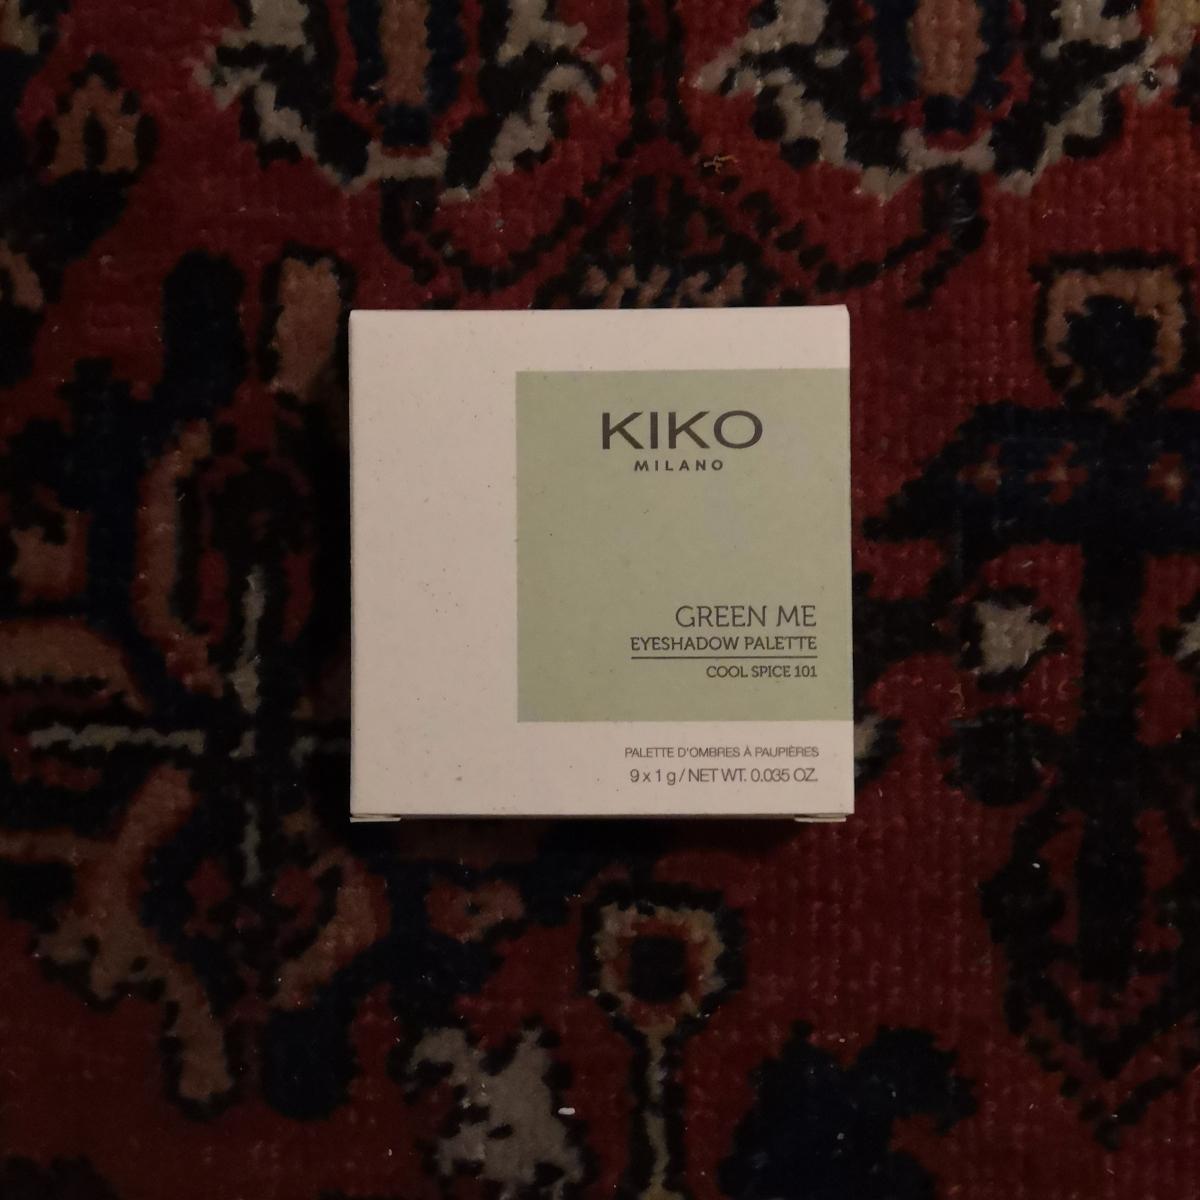 KIKO
MILANO
GREEN ME
EYESHADOW PALETTE
COOL SPICE 101
PALETTE D'OMBRES À PAUPIÈRES
9 x 1 g / NET WT. 0.035 OZ.